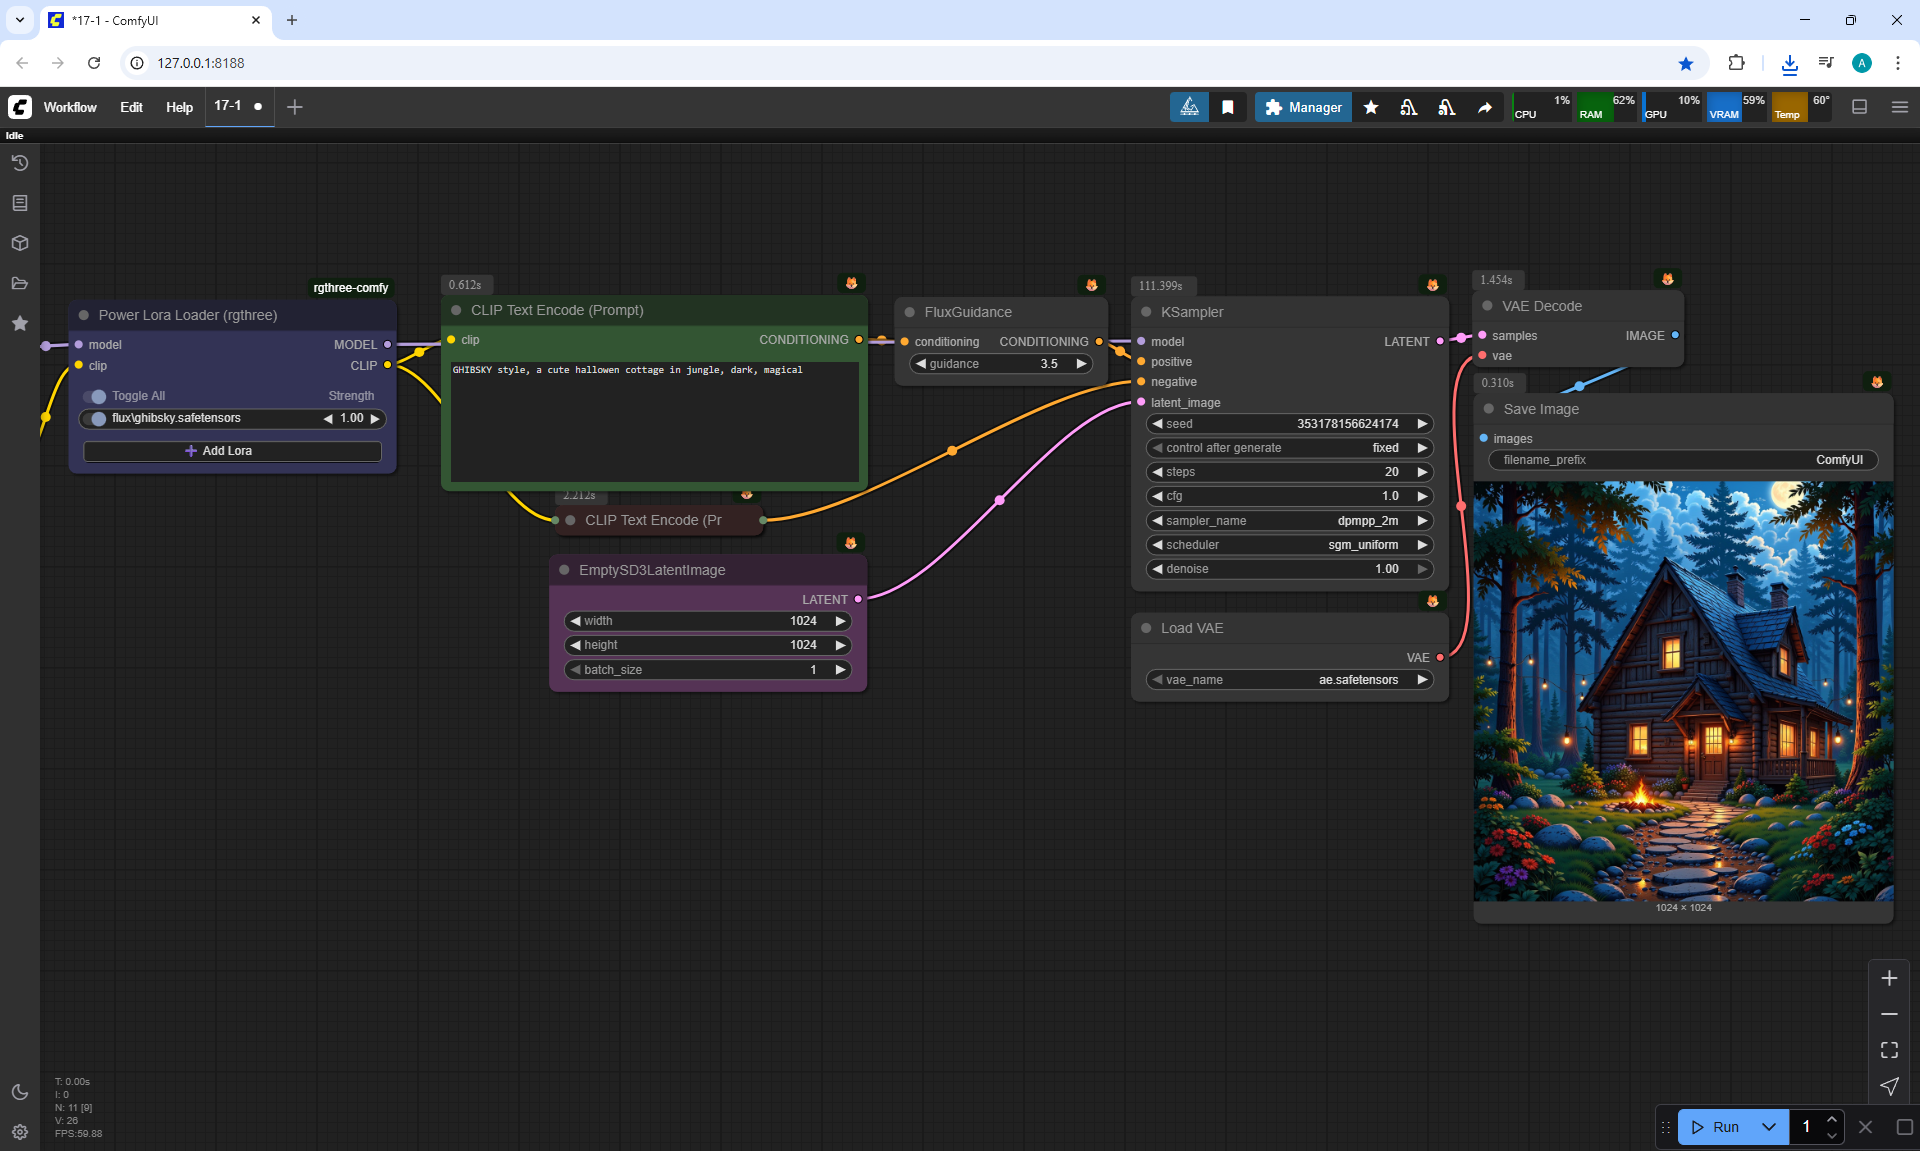 *17-1 - ComfyUI
127.0.0.1:8188
Workflow Edit Help 17-1
Manager
CPU 1% RAM 62% GPU 10% VRAM 59% Temp 60°
Idle
rgthree-comfy
Power Lora Loader (rgthree)
model MODEL
clip CLIP
Toggle All Strength
flux\ghibsky.safetensors 1.00
Add Lora
0.612s
CLIP Text Encode (Prompt)
clip CONDITIONING
GHIBSKY style, a cute hallowen cottage in jungle, dark, magical
2.212s
CLIP Text Encode (Pr
EmptySD3LatentImage
LATENT
width 1024
height 1024
batch_size 1
FluxGuidance
conditioning CONDITIONING
guidance 3.5
111.399s
KSampler
model LATENT
positive
negative
latent_image
seed 353178156624174
control after generate fixed
steps 20
cfg 1.0
sampler_name dpmpp_2m
scheduler sgm_uniform
denoise 1.00
Load VAE
VAE
vae_name ae.safetensors
1.454s
VAE Decode
samples IMAGE
vae
0.310s
Save Image
images
filename_prefix ComfyUI
1024 × 1024
T: 0.00s
I: 0
N: 11 [9]
V: 26
FPS:59.88
Run 1
A